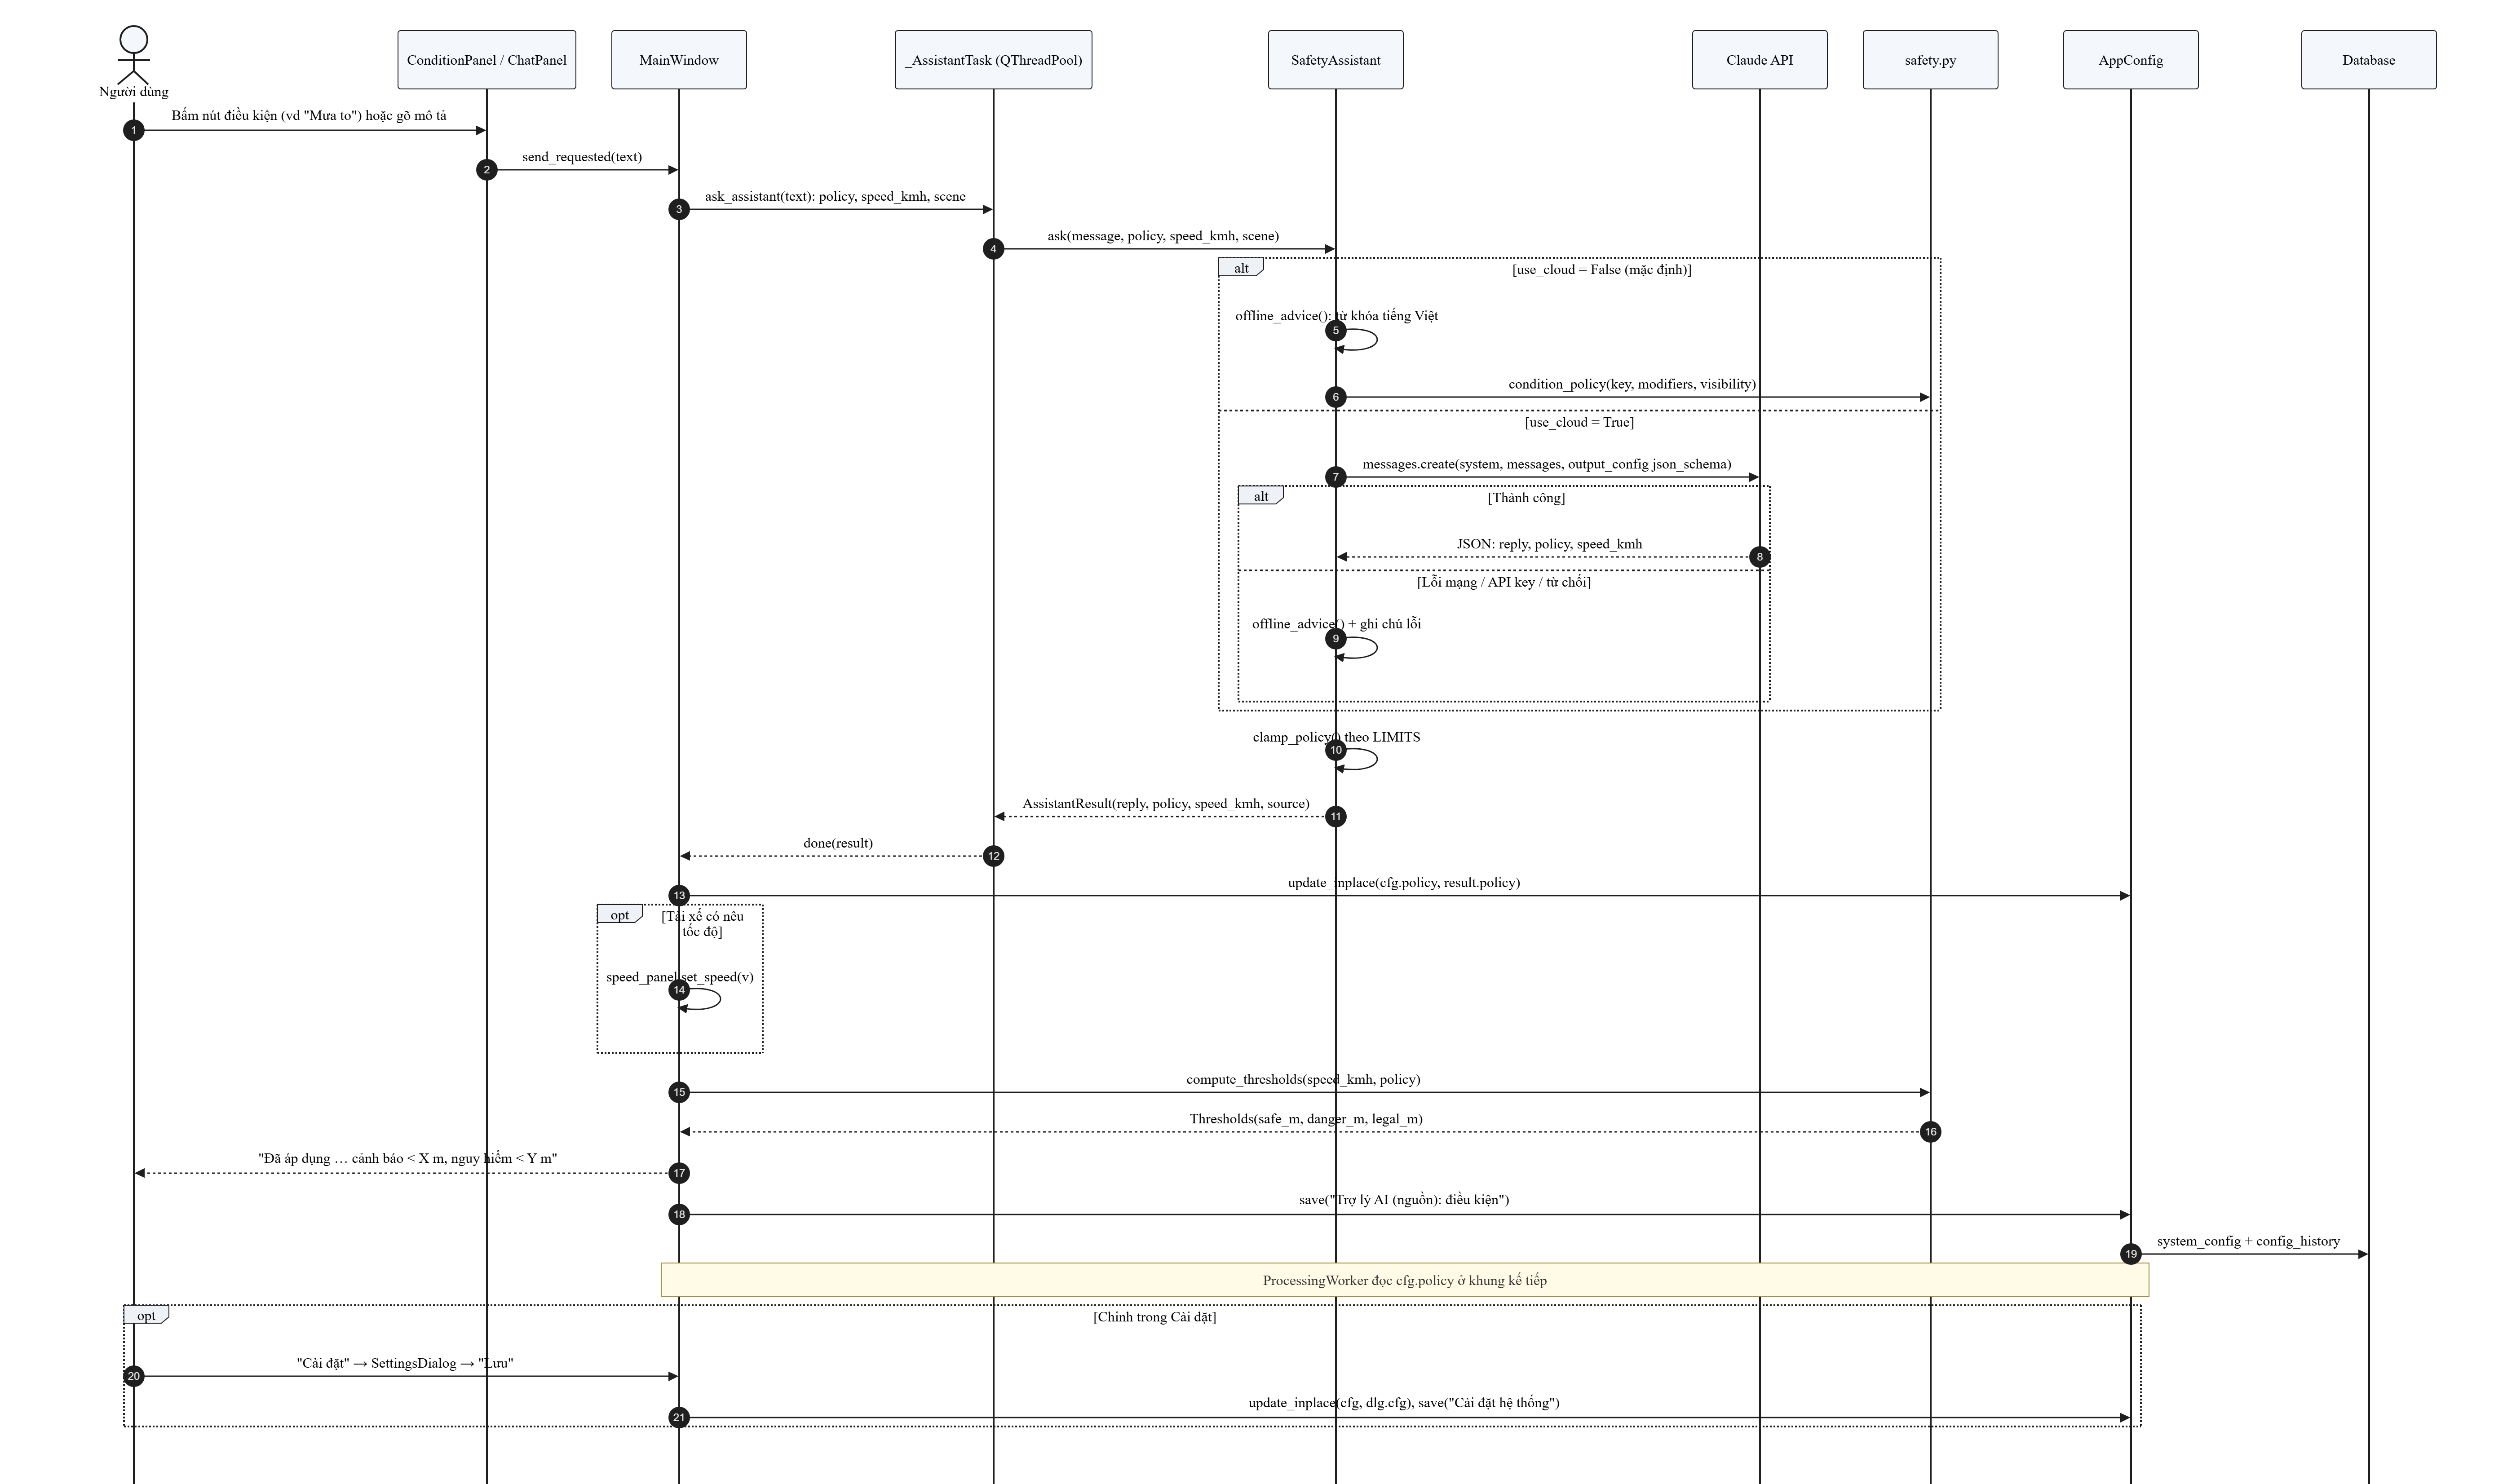 Người dùng
ConditionPanel / ChatPanel
MainWindow
_AssistantTask (QThreadPool)
SafetyAssistant
Claude API
safety.py
AppConfig
Database
1
Bấm nút điều kiện (vd "Mưa to") hoặc gõ mô tả
2
send_requested(text)
3
ask_assistant(text): policy, speed_kmh, scene
4
ask(message, policy, speed_kmh, scene)
alt
[use_cloud = False (mặc định)]
offline_advice(): từ khóa tiếng Việt
5
condition_policy(key, modifiers, visibility)
6
[use_cloud = True]
messages.create(system, messages, output_config json_schema)
7
alt
[Thành công]
JSON: reply, policy, speed_kmh
8
[Lỗi mạng / API key / từ chối]
offline_advice() + ghi chú lỗi
9
clamp_policy() theo LIMITS
10
AssistantResult(reply, policy, speed_kmh, source)
11
done(result)
12
update_inplace(cfg.policy, result.policy)
13
opt
[Tài xế có nêu
tốc độ]
speed_panel.set_speed(v)
14
compute_thresholds(speed_kmh, policy)
15
Thresholds(safe_m, danger_m, legal_m)
16
"Đã áp dụng … cảnh báo < X m, nguy hiểm < Y m"
17
save("Trợ lý AI (nguồn): điều kiện")
18
system_config + config_history
19
ProcessingWorker đọc cfg.policy ở khung kế tiếp
opt
[Chỉnh trong Cài đặt]
"Cài đặt" → SettingsDialog → "Lưu"
20
update_inplace(cfg, dlg.cfg), save("Cài đặt hệ thống")
21